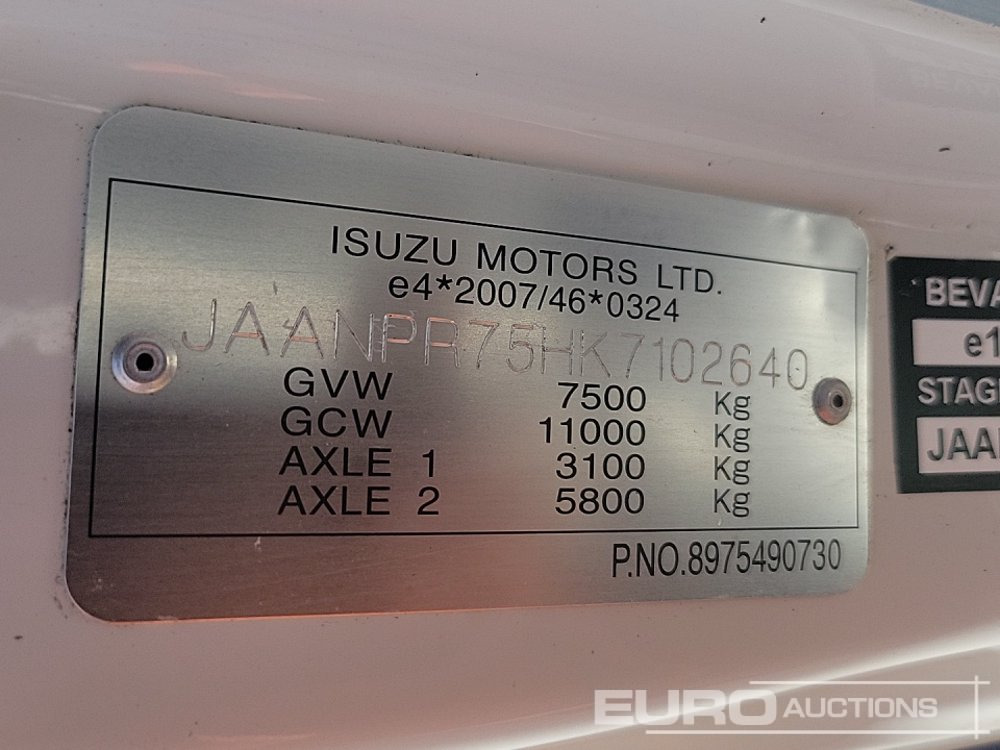 ISUZU MOTORS LTD.
e4*2007/46*0324
JAANPR75HK7102640
GVW 7500 Kg
GCW 11000 Kg
AXLE 1 3100 Kg
AXLE 2 5800 Kg
P.NO.8975490730
BEVA
e1
STAG
JAA
EURO AUCTIONS